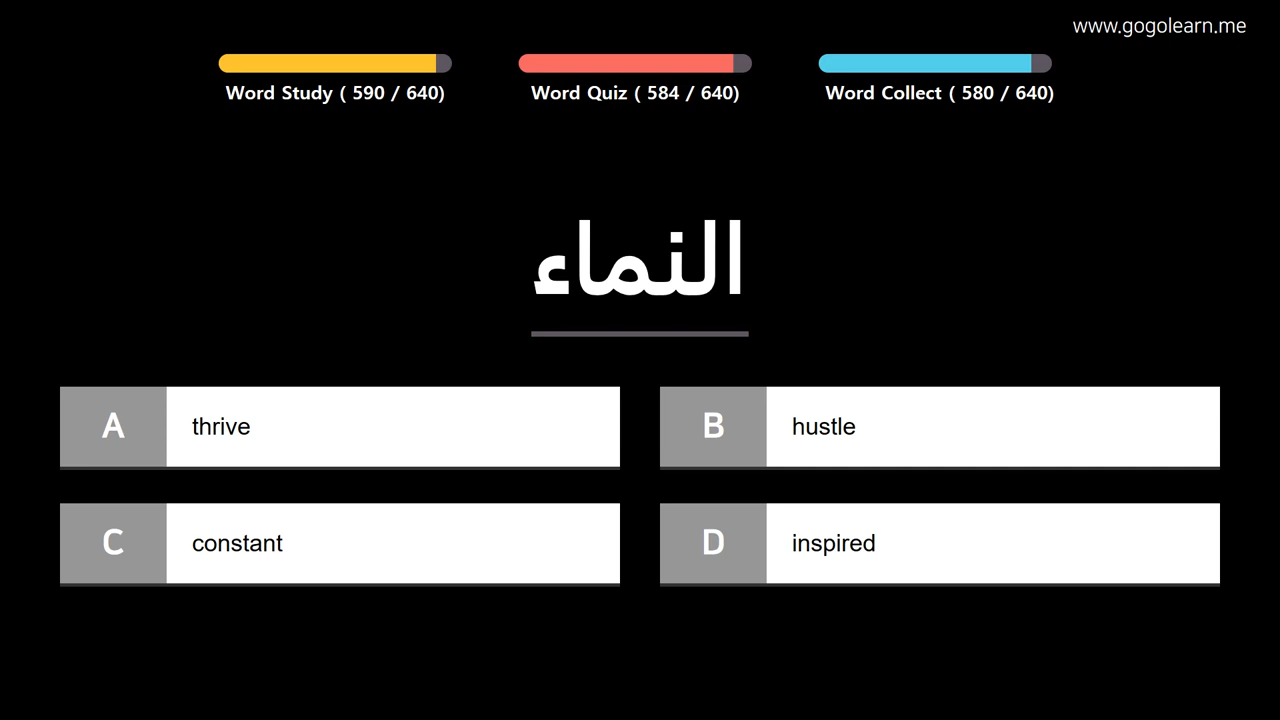 www.gogolearn.me
Word Study ( 590 / 640)
Word Quiz ( 584 / 640)
Word Collect ( 580 / 640)
النماء
A thrive
B hustle
C constant
D inspired